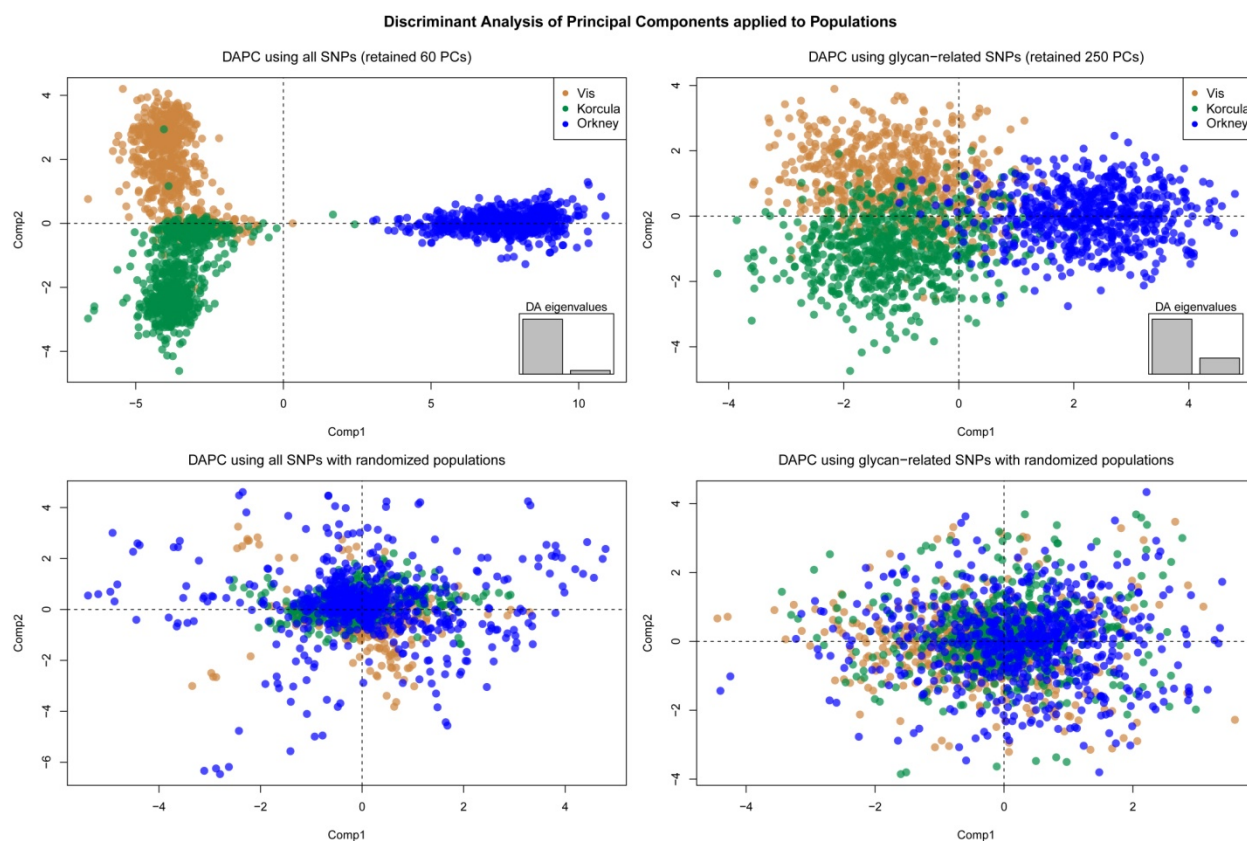 Discriminant Analysis of Principal Components applied to Populations
DAPC using all SNPs (retained 60 PCs)
Vis
Korcula
Orkney
Comp2
4
2
0
−2
−4
DA eigenvalues
−5
0
5
10
Comp1
DAPC using glycan−related SNPs (retained 250 PCs)
Vis
Korcula
Orkney
Comp2
4
2
0
−2
−4
DA eigenvalues
−4
−2
0
2
4
Comp1
DAPC using all SNPs with randomized populations
Comp2
4
2
0
−2
−4
−6
−4
−2
0
2
4
Comp1
DAPC using glycan−related SNPs with randomized populations
Comp2
4
2
0
−2
−4
−4
−2
0
2
Comp1